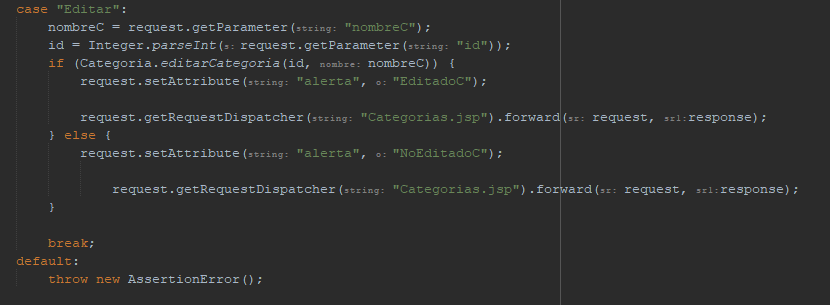 case "Editar":
nombreC = request.getParameter(string: "nombreC");
id = Integer.parseInt(s: request.getParameter(string: "id"));
if (Categoria.editarCategoria(id, nombre: nombreC)) {
request.setAttribute(string: "alerta", o: "EditadoC");
request.getRequestDispatcher(string: "Categorias.jsp").forward(sr: request, sr1: response);
} else {
request.setAttribute(string: "alerta", o: "NoEditadoC");
request.getRequestDispatcher(string: "Categorias.jsp").forward(sr: request, sr1: response);
}
break;
default:
throw new AssertionError();